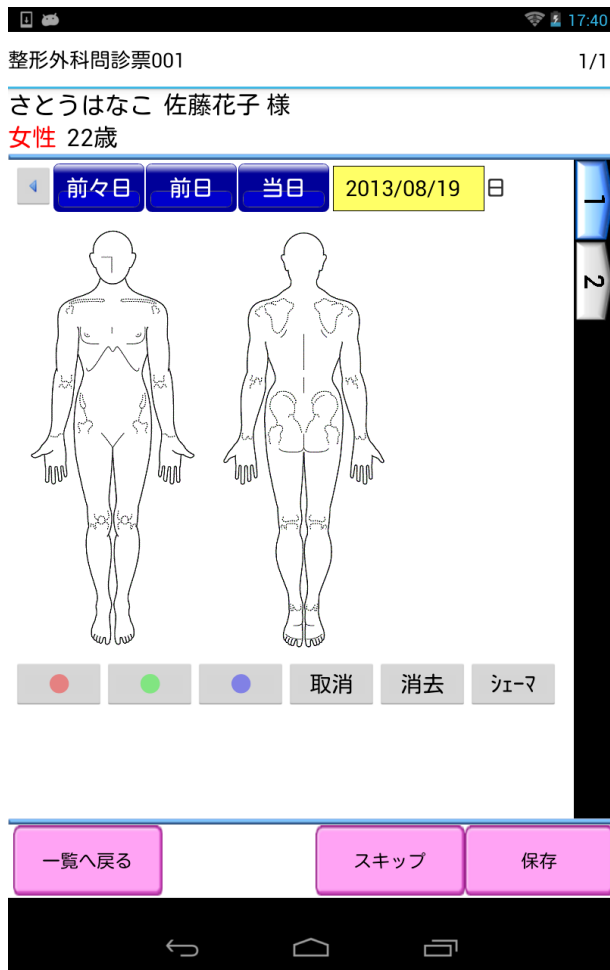 17:40
整形外科問診票001 1/1
さとうはなこ 佐藤花子 様
女性 22歳
前々日 前日 当日 2013/08/19 日
1
2
取消 消去 ｼｪｰﾏ
一覧へ戻る スキップ 保存